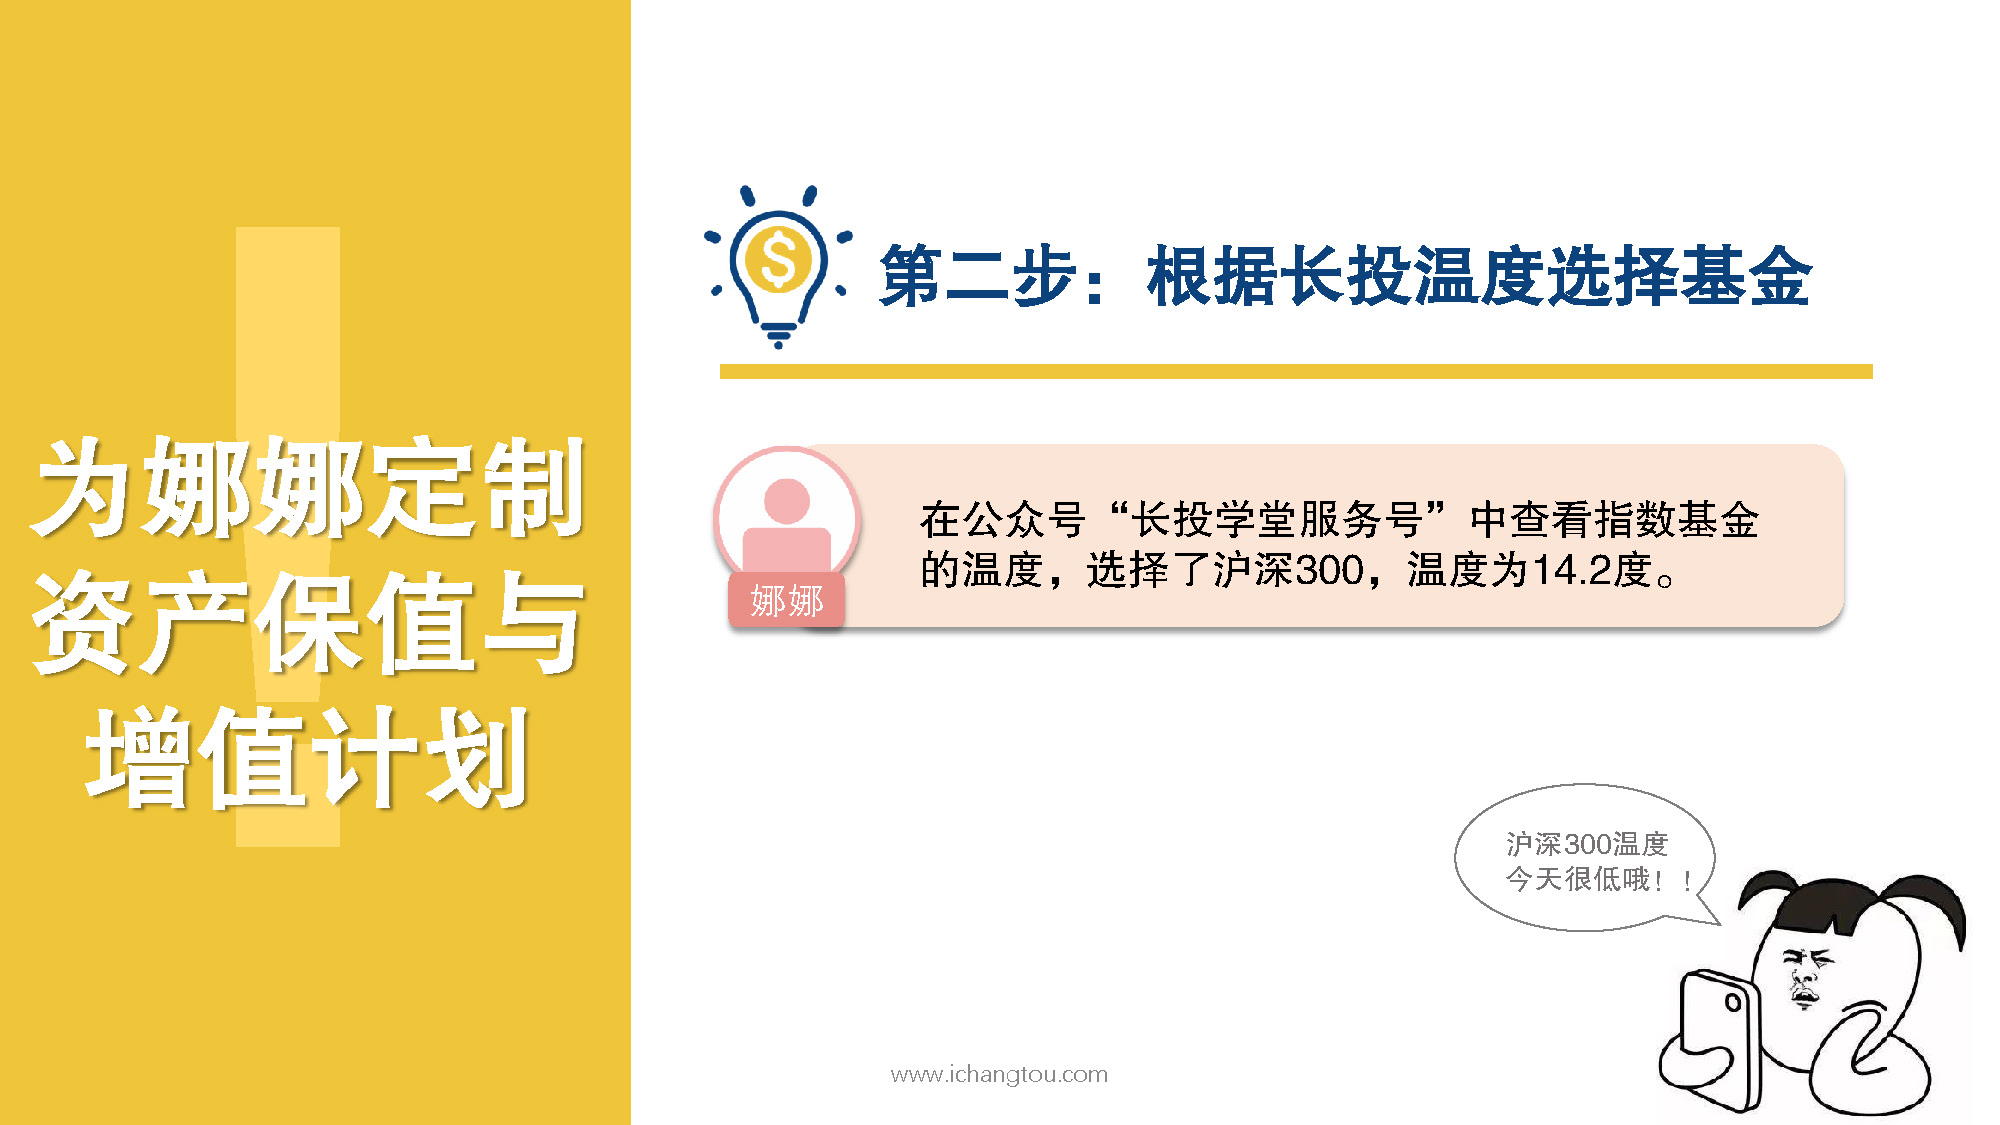 为娜娜定制
资产保值与
增值计划
第二步：根据长投温度选择基金
娜娜
在公众号“长投学堂服务号”中查看指数基金
的温度，选择了沪深300，温度为14.2度。
沪深300温度
今天很低哦！！
www.ichangtou.com